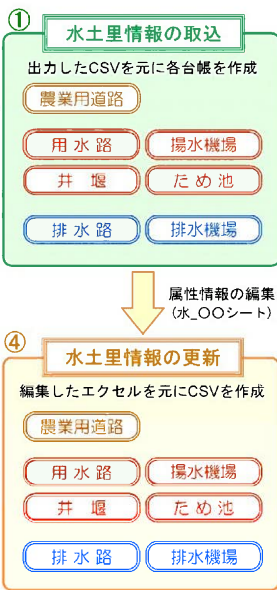 ①
水土里情報の取込
出力したCSVを元に各台帳を作成
農業用道路
用水路 揚水機場
井堰 ため池
排水路 排水機場
属性情報の編集
(水_〇〇シート)
④
水土里情報の更新
編集したエクセルを元にCSVを作成
農業用道路
用水路 揚水機場
井堰 ため池
排水路 排水機場